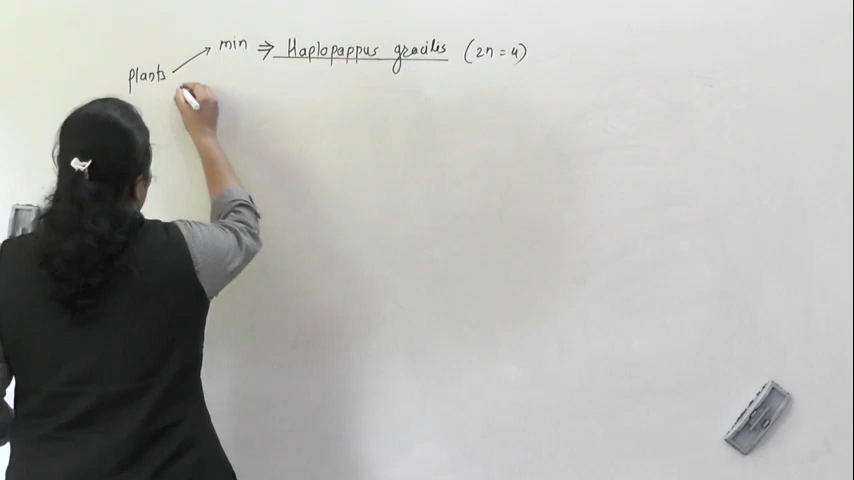 min ⇒ Haplopappus gracilis (2n = 4)
plants